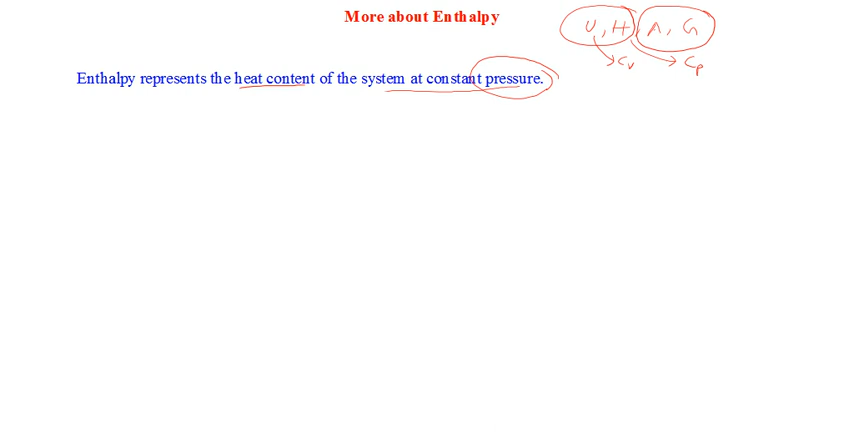 More about Enthalpy
U, H, A, G
Cv Cp
Enthalpy represents the heat content of the system at constant pressure.